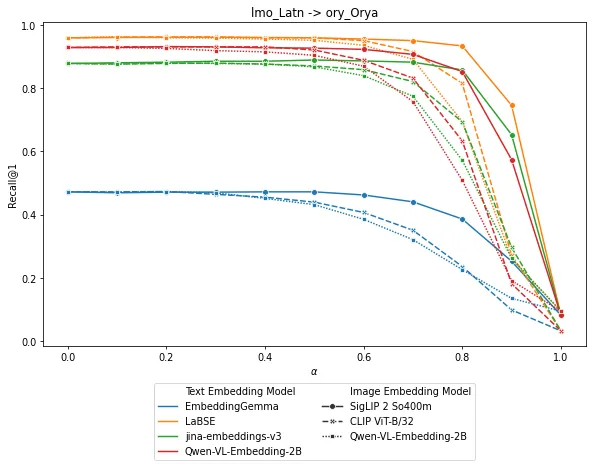 lmo_Latn -> ory_Orya
Recall@1
1.0
0.8
0.6
0.4
0.2
0.0
0.0 0.2 0.4 0.6 0.8 1.0
α
Text Embedding Model
EmbeddingGemma
LaBSE
jina-embeddings-v3
Qwen-VL-Embedding-2B
Image Embedding Model
SigLIP 2 So400m
CLIP ViT-B/32
Qwen-VL-Embedding-2B